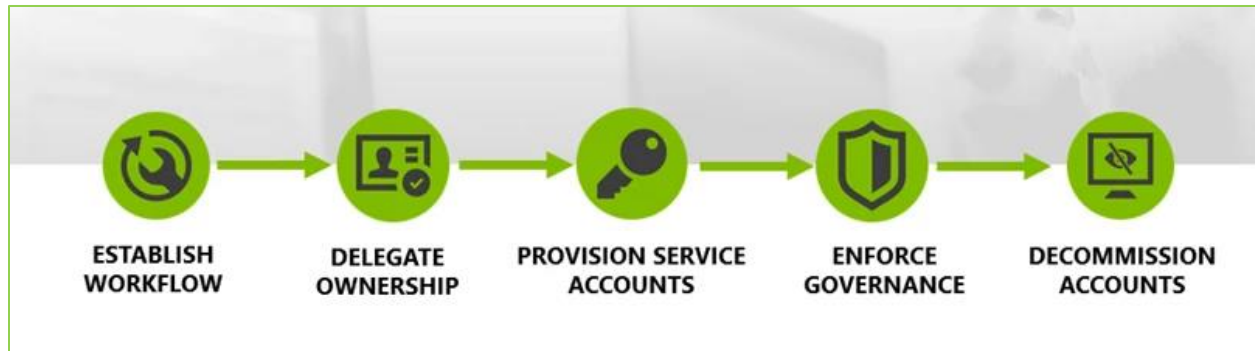 ESTABLISH
WORKFLOW
DELEGATE
OWNERSHIP
PROVISION SERVICE
ACCOUNTS
ENFORCE
GOVERNANCE
DECOMMISSION
ACCOUNTS